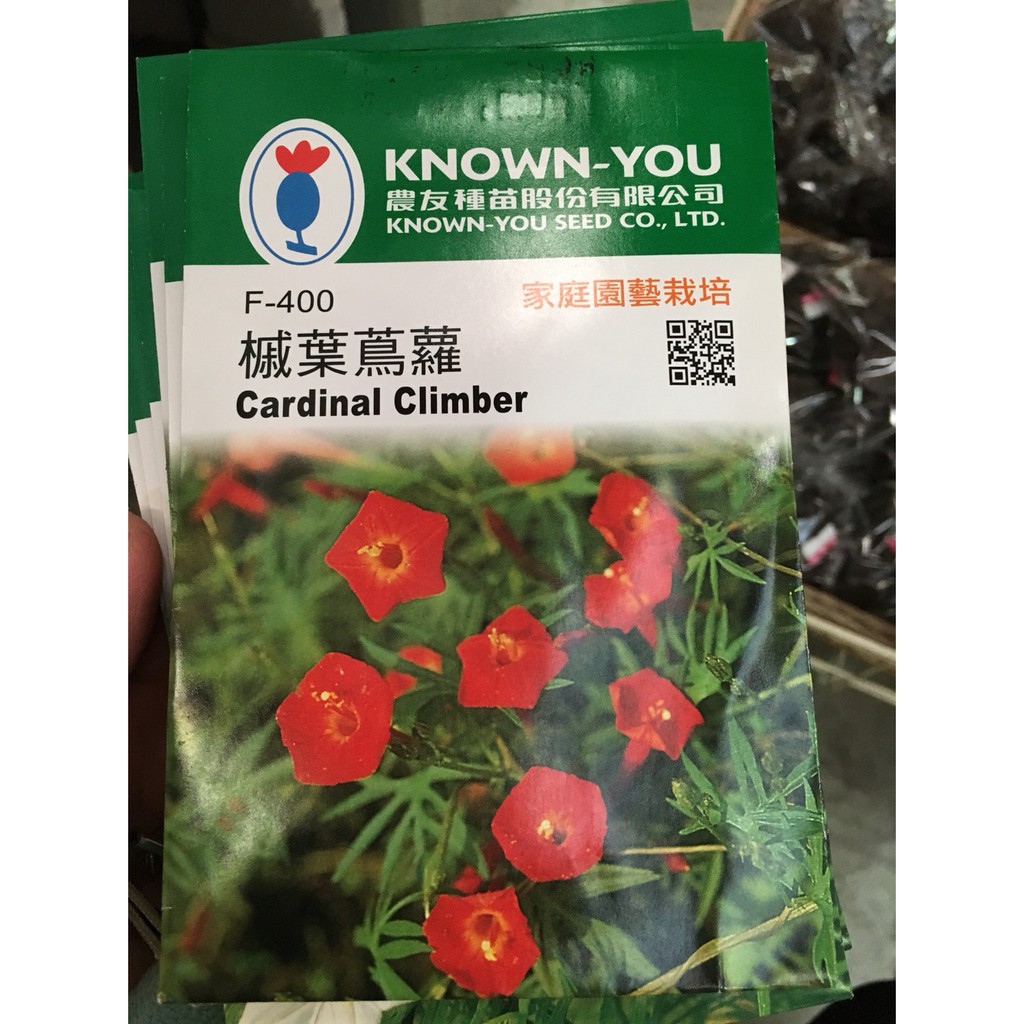 KNOWN-YOU
農友種苗股份有限公司
KNOWN-YOU SEED CO., LTD.
F-400
家庭園藝栽培
槭葉蔦蘿
Cardinal Climber